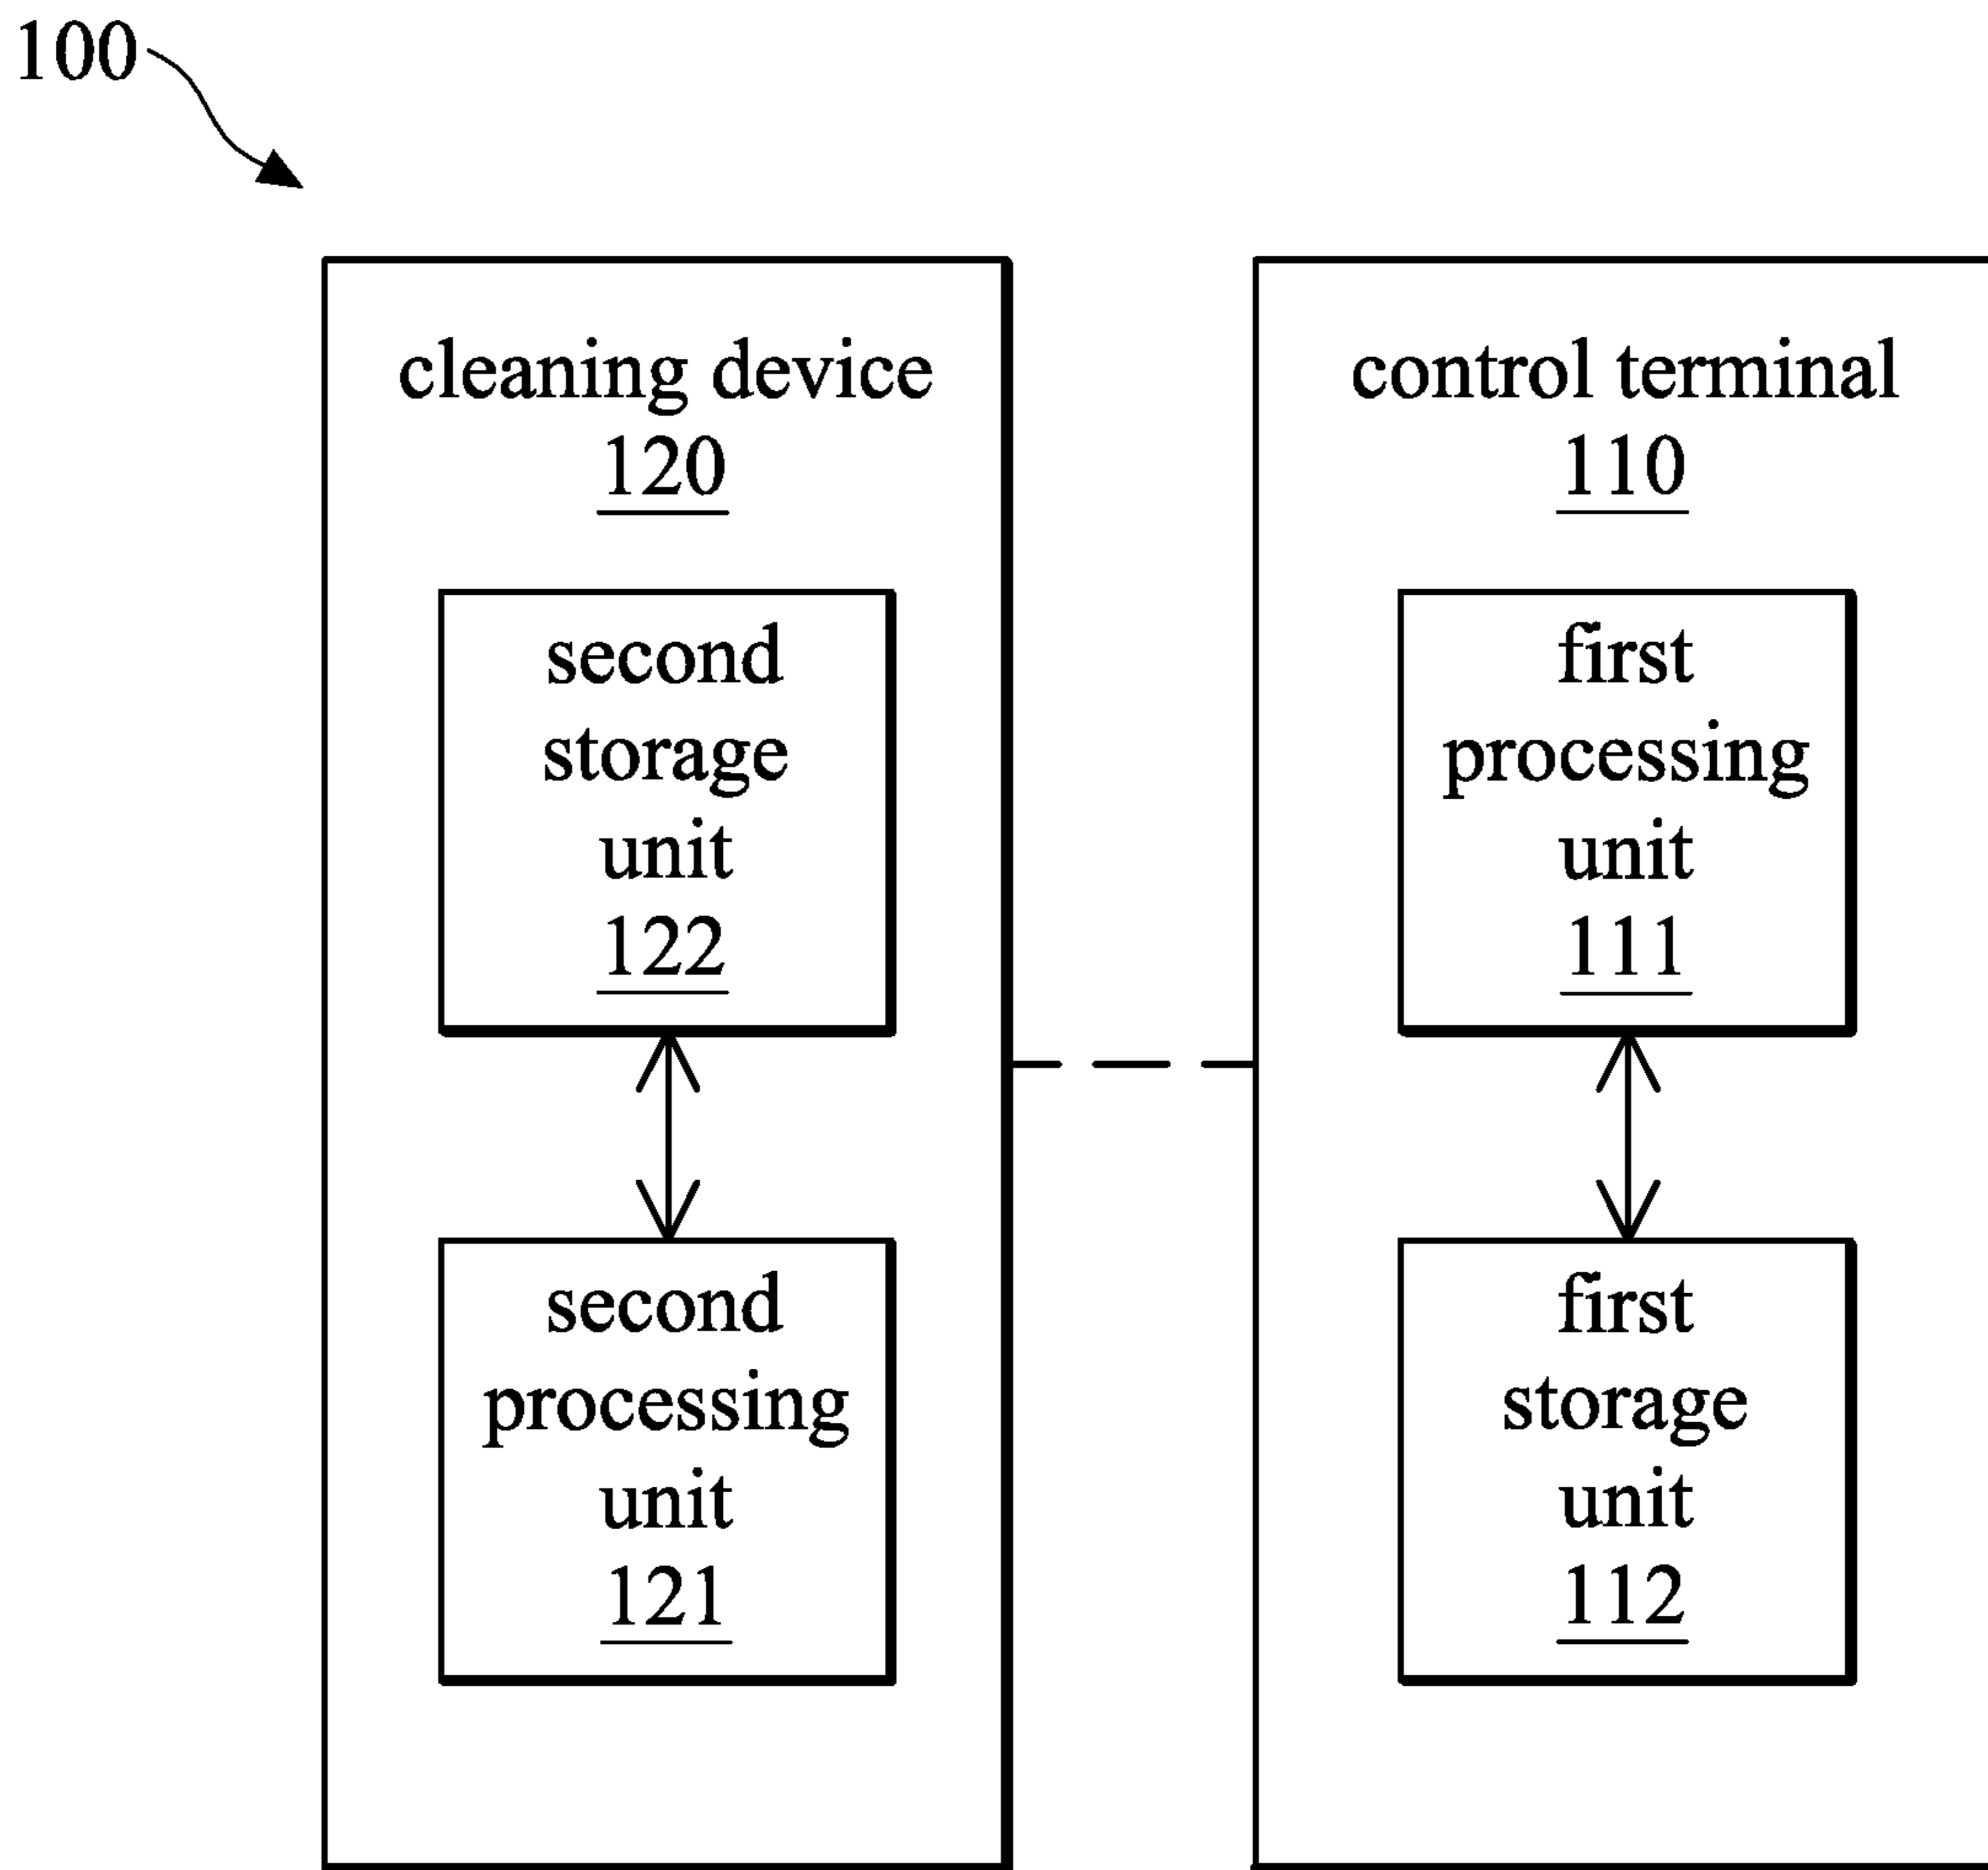 100
cleaning device
120
second
storage
unit
122
second
processing
unit
121
control terminal
110
first
processing
unit
111
first
storage
unit
112